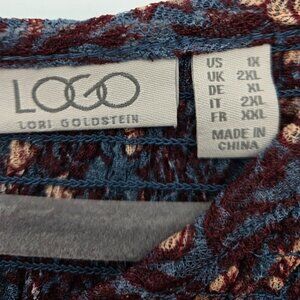 LOGO
LORI GOLDSTEIN
US 1X
UK 2XL
DE XL
IT 2XL
FR XXL
MADE IN
CHINA